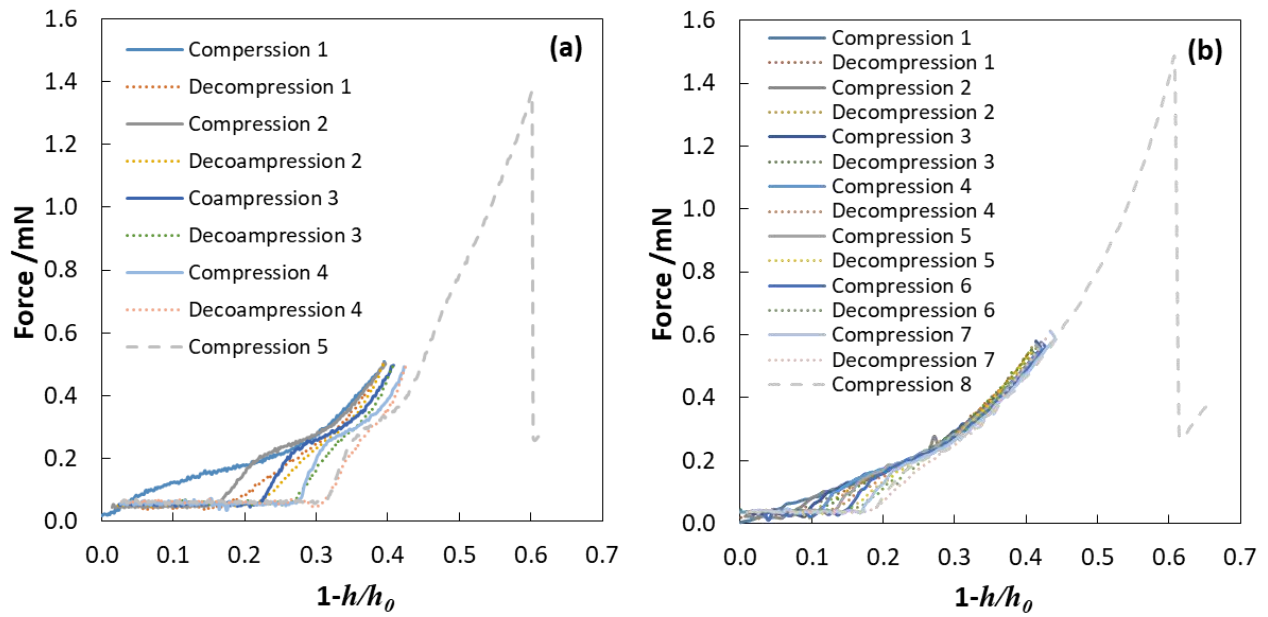 (a)
1.6
1.4
1.2
1.0
0.8
0.6
0.4
0.2
0.0
Force /mN
Comperssion 1
Decompression 1
Compression 2
Decoampression 2
Coampression 3
Decoampression 3
Compression 4
Decoampression 4
Compression 5
0.0 0.1 0.2 0.3 0.4 0.5 0.6 0.7
1-h/h0
(b)
1.6
1.4
1.2
1.0
0.8
0.6
0.4
0.2
0.0
Force /mN
Compression 1
Decompression 1
Compression 2
Decompression 2
Compression 3
Decompression 3
Compression 4
Decompression 4
Compression 5
Decompression 5
Compression 6
Decompression 6
Compression 7
Decompression 7
Compression 8
0.0 0.1 0.2 0.3 0.4 0.5 0.6 0.7
1-h/h0